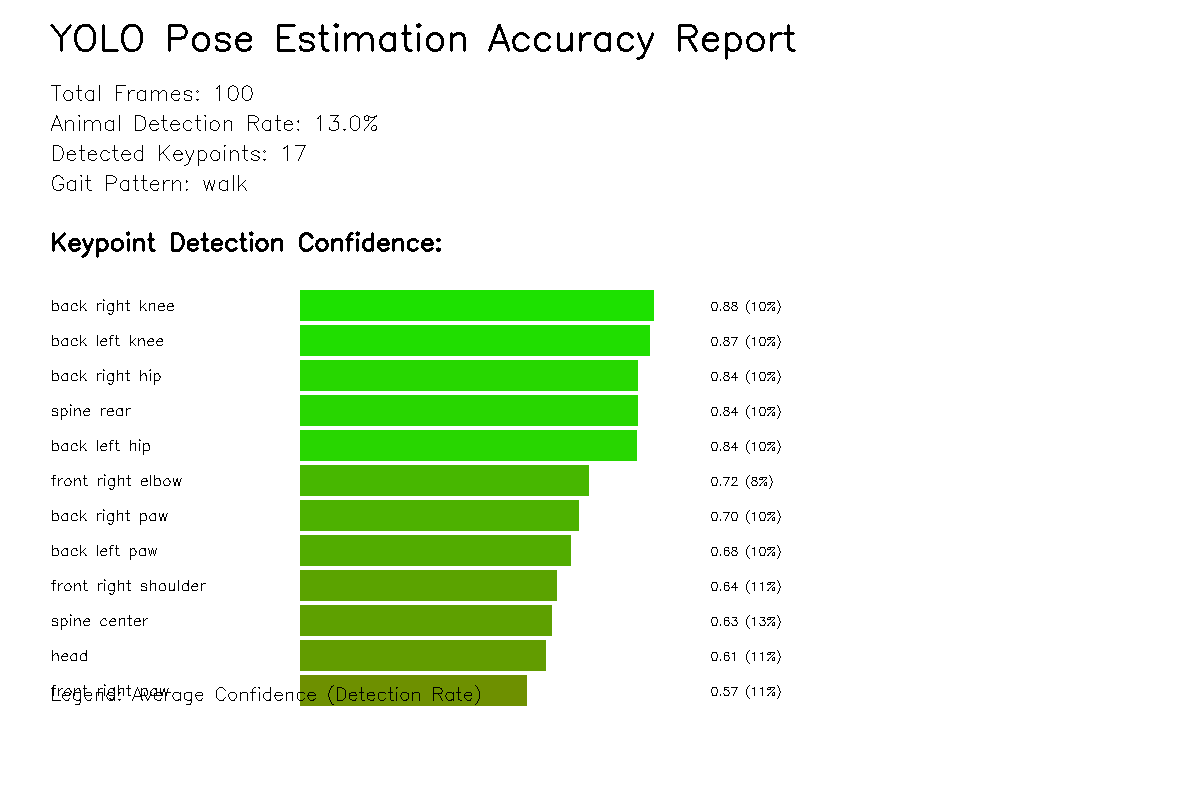 YOLO Pose Estimation Accuracy Report
Total Frames: 100
Animal Detection Rate: 13.0%
Detected Keypoints: 17
Gait Pattern: walk
Keypoint Detection Confidence:
back right knee 0.88 (10%)
back left knee 0.87 (10%)
back right hip 0.84 (10%)
spine rear 0.84 (10%)
back left hip 0.84 (10%)
front right elbow 0.72 (8%)
back right paw 0.70 (10%)
back left paw 0.68 (10%)
front right shoulder 0.64 (11%)
spine center 0.63 (13%)
head 0.61 (11%)
front right paw 0.57 (11%)
Legend: Average Confidence (Detection Rate)